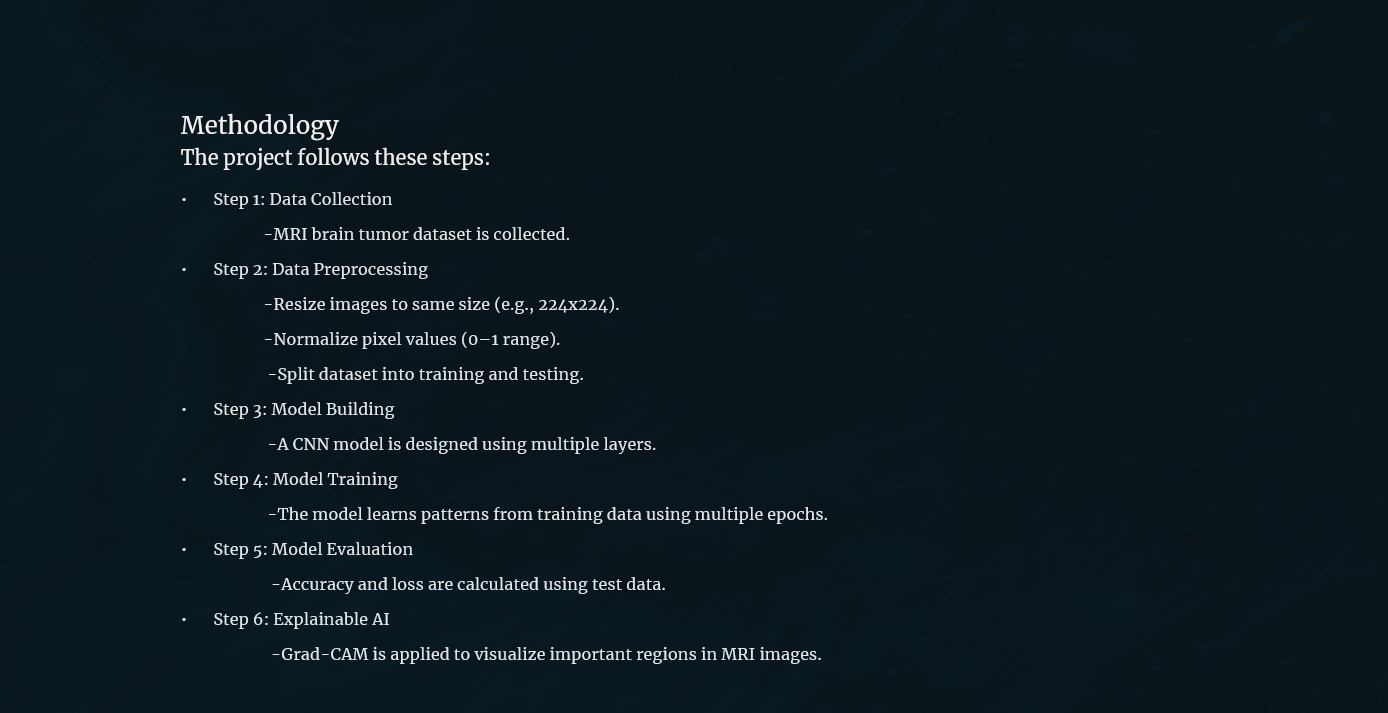 Methodology
The project follows these steps:
• Step 1: Data Collection
-MRI brain tumor dataset is collected.
• Step 2: Data Preprocessing
-Resize images to same size (e.g., 224x224).
-Normalize pixel values (0–1 range).
-Split dataset into training and testing.
• Step 3: Model Building
-A CNN model is designed using multiple layers.
• Step 4: Model Training
-The model learns patterns from training data using multiple epochs.
• Step 5: Model Evaluation
-Accuracy and loss are calculated using test data.
• Step 6: Explainable AI
-Grad-CAM is applied to visualize important regions in MRI images.